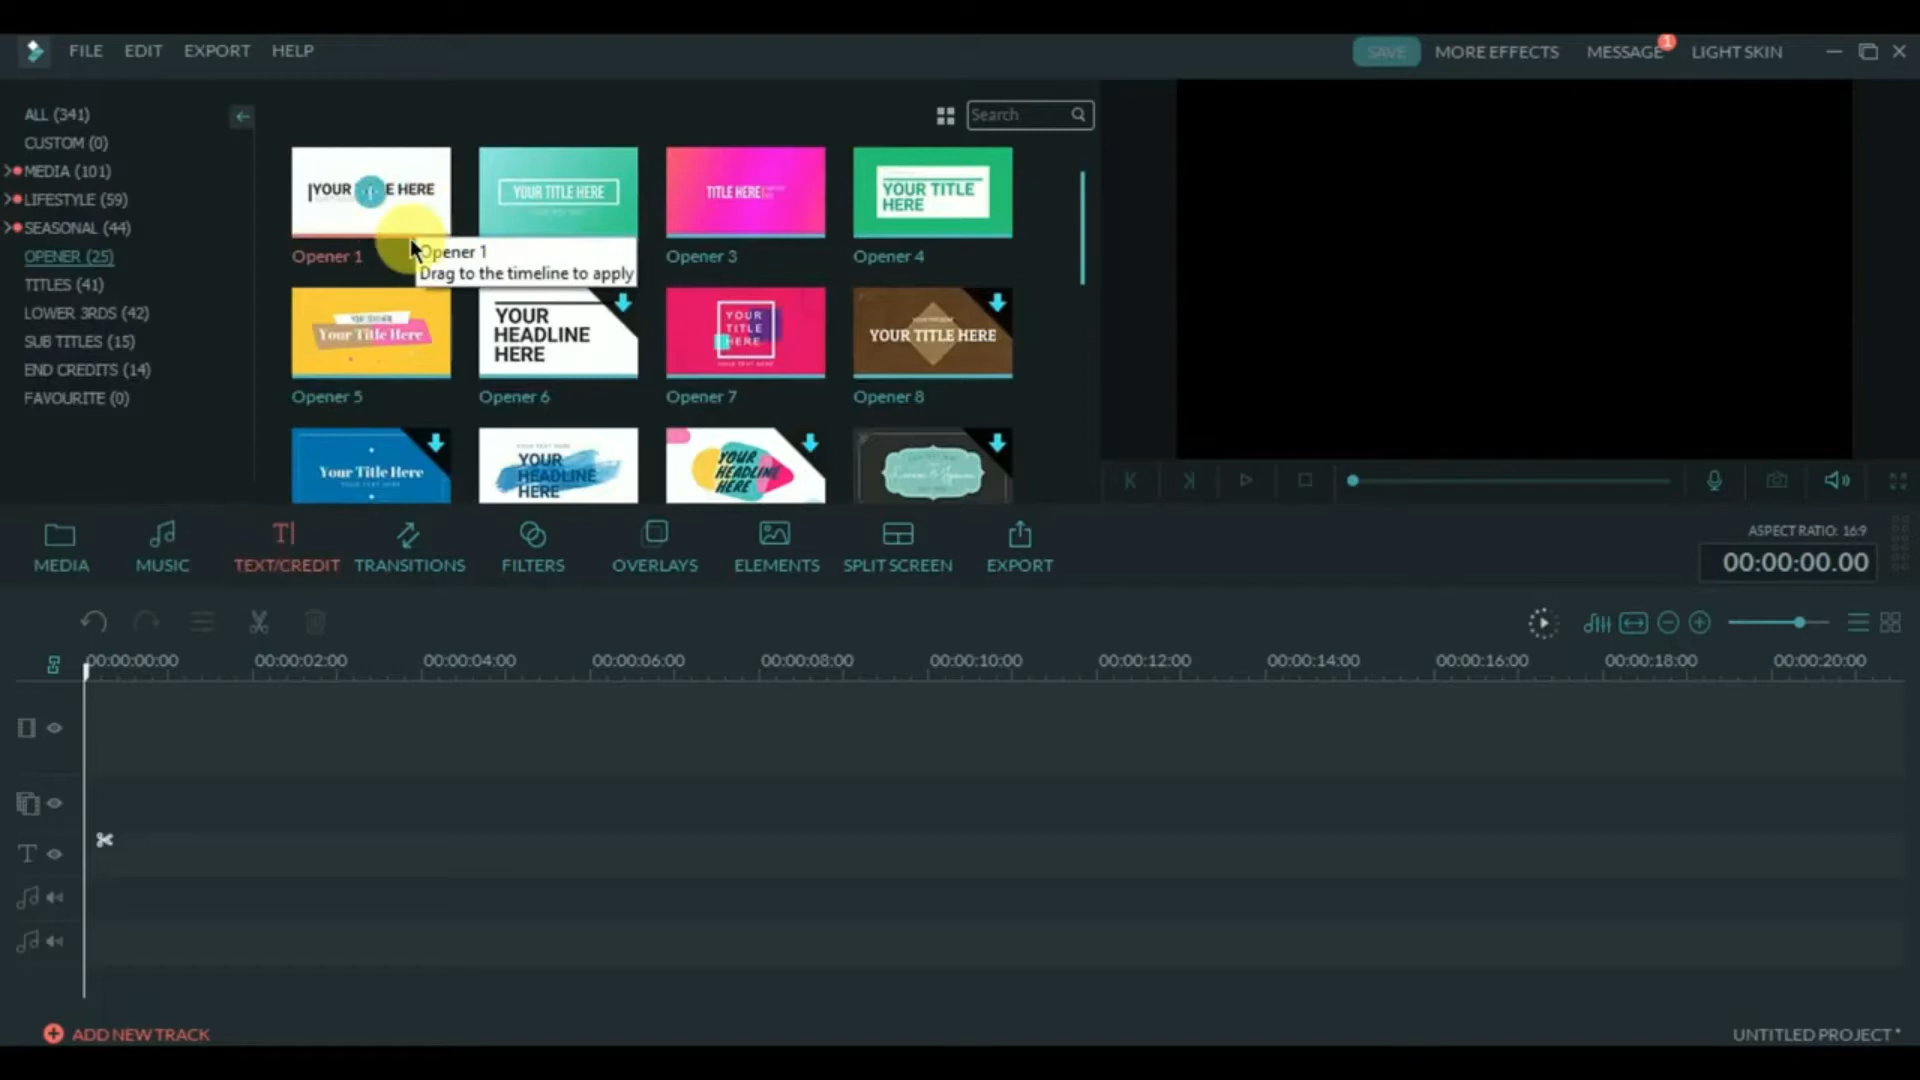 FILE EDIT EXPORT HELP
SAVE MORE EFFECTS MESSAGE 1 LIGHT SKIN
ALL (341)
CUSTOM (0)
MEDIA (101)
LIFESTYLE (59)
SEASONAL (44)
OPENER (25)
TITLES (41)
LOWER 3RDS (42)
SUB TITLES (15)
END CREDITS (14)
FAVOURITE (0)
Search
YOUR E HERE
YOUR TITLE HERE
TITLE HERE
YOUR TITLE
HERE
Opener 1
Opener 3
Opener 4
Opener 1
Drag to the timeline to apply
Your Title Here
YOUR
HEADLINE
HERE
YOUR
TITLE
HERE
YOUR TITLE HERE
Opener 5
Opener 6
Opener 7
Opener 8
Your Title Here
YOUR
HEADLINE
HERE
YOUR
HEADLINE
HERE
MEDIA
MUSIC
TEXT/CREDIT
TRANSITIONS
FILTERS
OVERLAYS
ELEMENTS
SPLIT SCREEN
EXPORT
ASPECT RATIO: 16:9
00:00:00.00
00:00:00:00 00:00:02:00 00:00:04:00 00:00:06:00 00:00:08:00 00:00:10:00 00:00:12:00 00:00:14:00 00:00:16:00 00:00:18:00 00:00:20:00
ADD NEW TRACK
UNTITLED PROJECT *